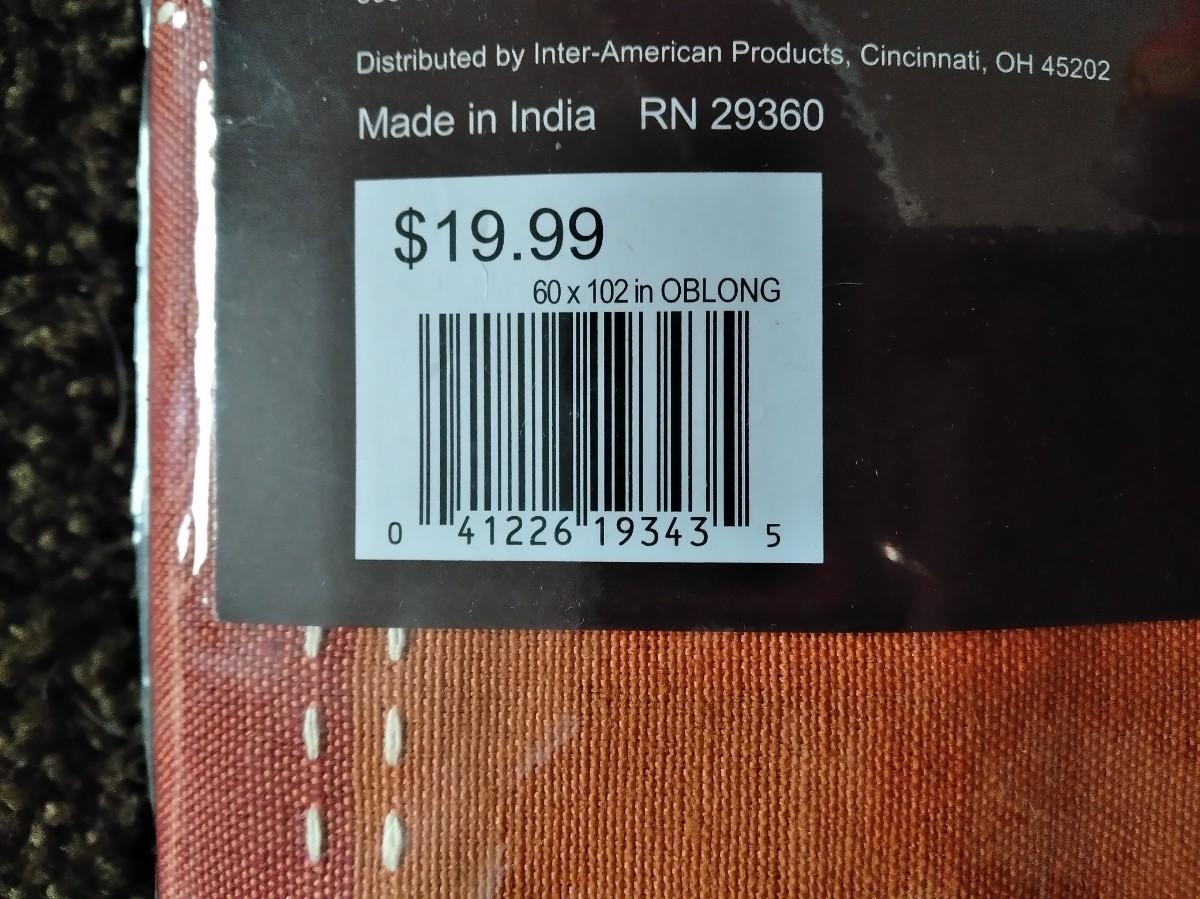 Distributed by Inter-American Products, Cincinnati, OH 45202
Made in India RN 29360
$19.99
60 x 102 in OBLONG
0 41226 19343 5